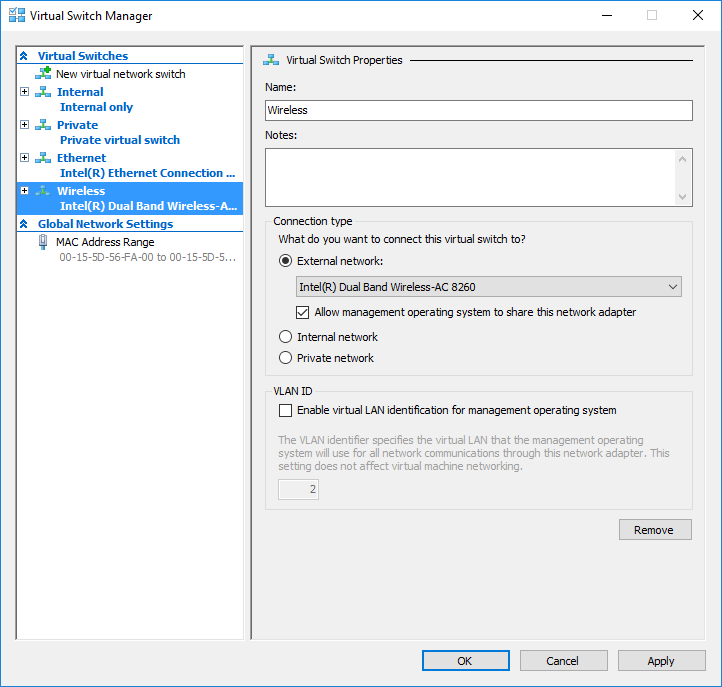 Virtual Switch Manager
Virtual Switches
New virtual network switch
Internal
Internal only
Private
Private virtual switch
Ethernet
Intel(R) Ethernet Connection ...
Wireless
Intel(R) Dual Band Wireless-A...
Global Network Settings
MAC Address Range
00-15-5D-56-FA-00 to 00-15-5D-5...
Virtual Switch Properties
Name:
Wireless
Notes:
Connection type
What do you want to connect this virtual switch to?
External network:
Intel(R) Dual Band Wireless-AC 8260
Allow management operating system to share this network adapter
Internal network
Private network
VLAN ID
Enable virtual LAN identification for management operating system
The VLAN identifier specifies the virtual LAN that the management operating
system will use for all network communications through this network adapter. This
setting does not affect virtual machine networking.
2
Remove
OK
Cancel
Apply